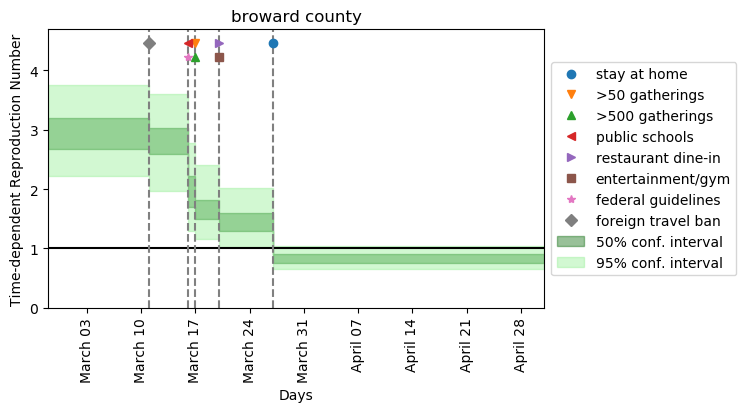 broward county
Time-dependent Reproduction Number
4
3
2
1
0
March 03
March 10
March 17
March 24
March 31
April 07
April 14
April 21
April 28
Days
stay at home
>50 gatherings
>500 gatherings
public schools
restaurant dine-in
entertainment/gym
federal guidelines
foreign travel ban
50% conf. interval
95% conf. interval